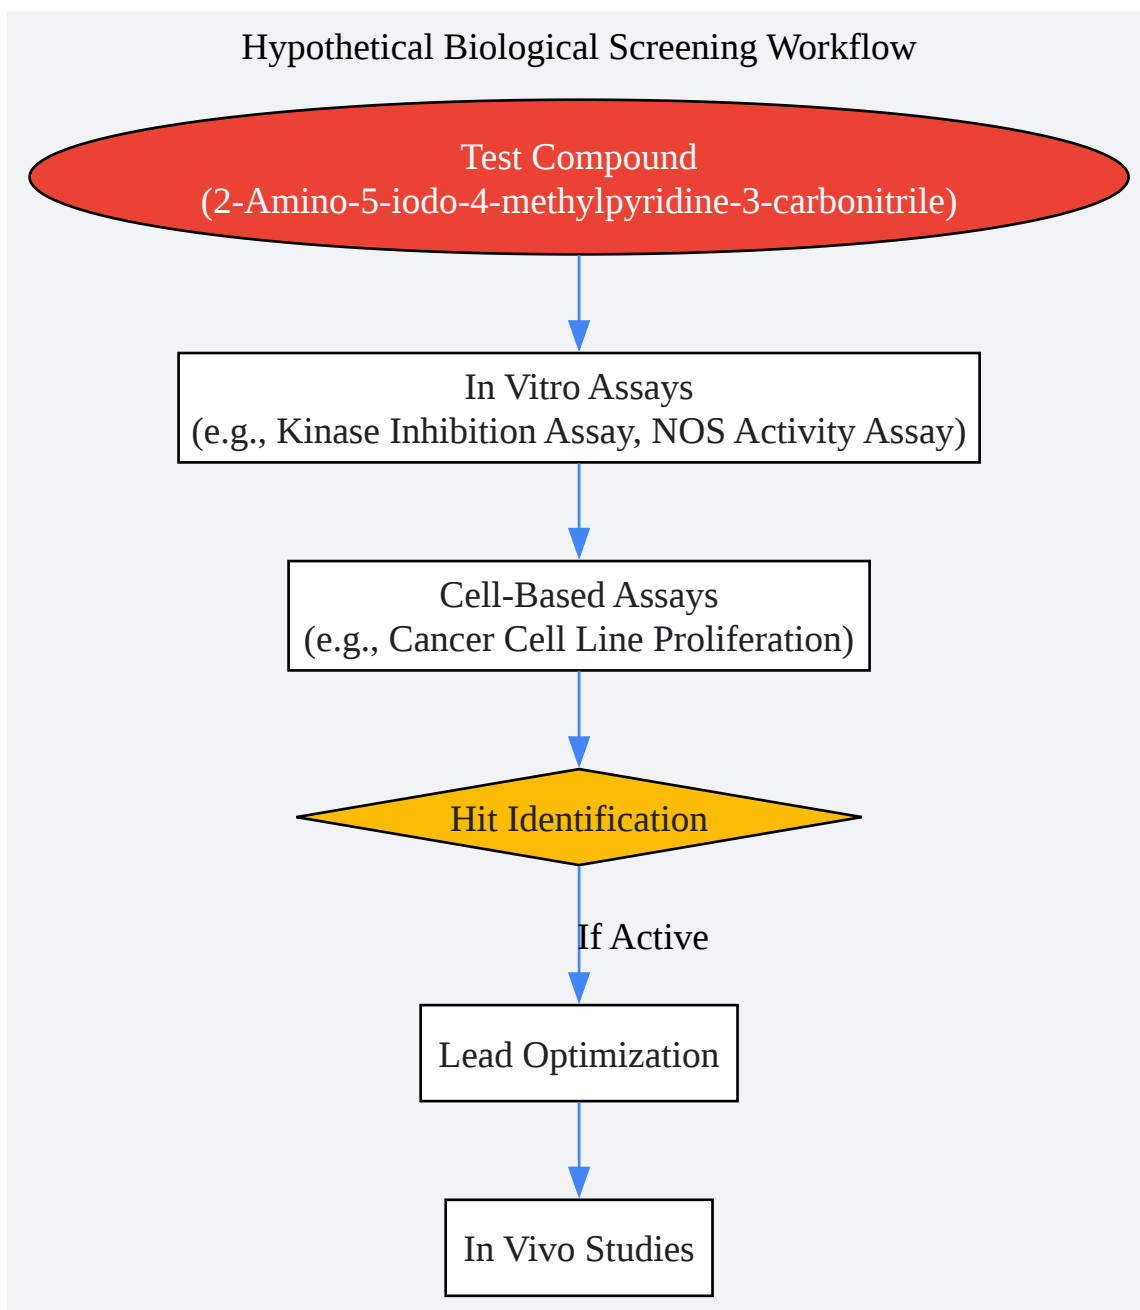 Hypothetical Biological Screening Workflow
Test Compound
(2-Amino-5-iodo-4-methylpyridine-3-carbonitrile)
In Vitro Assays
(e.g., Kinase Inhibition Assay, NOS Activity Assay)
Cell-Based Assays
(e.g., Cancer Cell Line Proliferation)
Hit Identification
If Active
Lead Optimization
In Vivo Studies